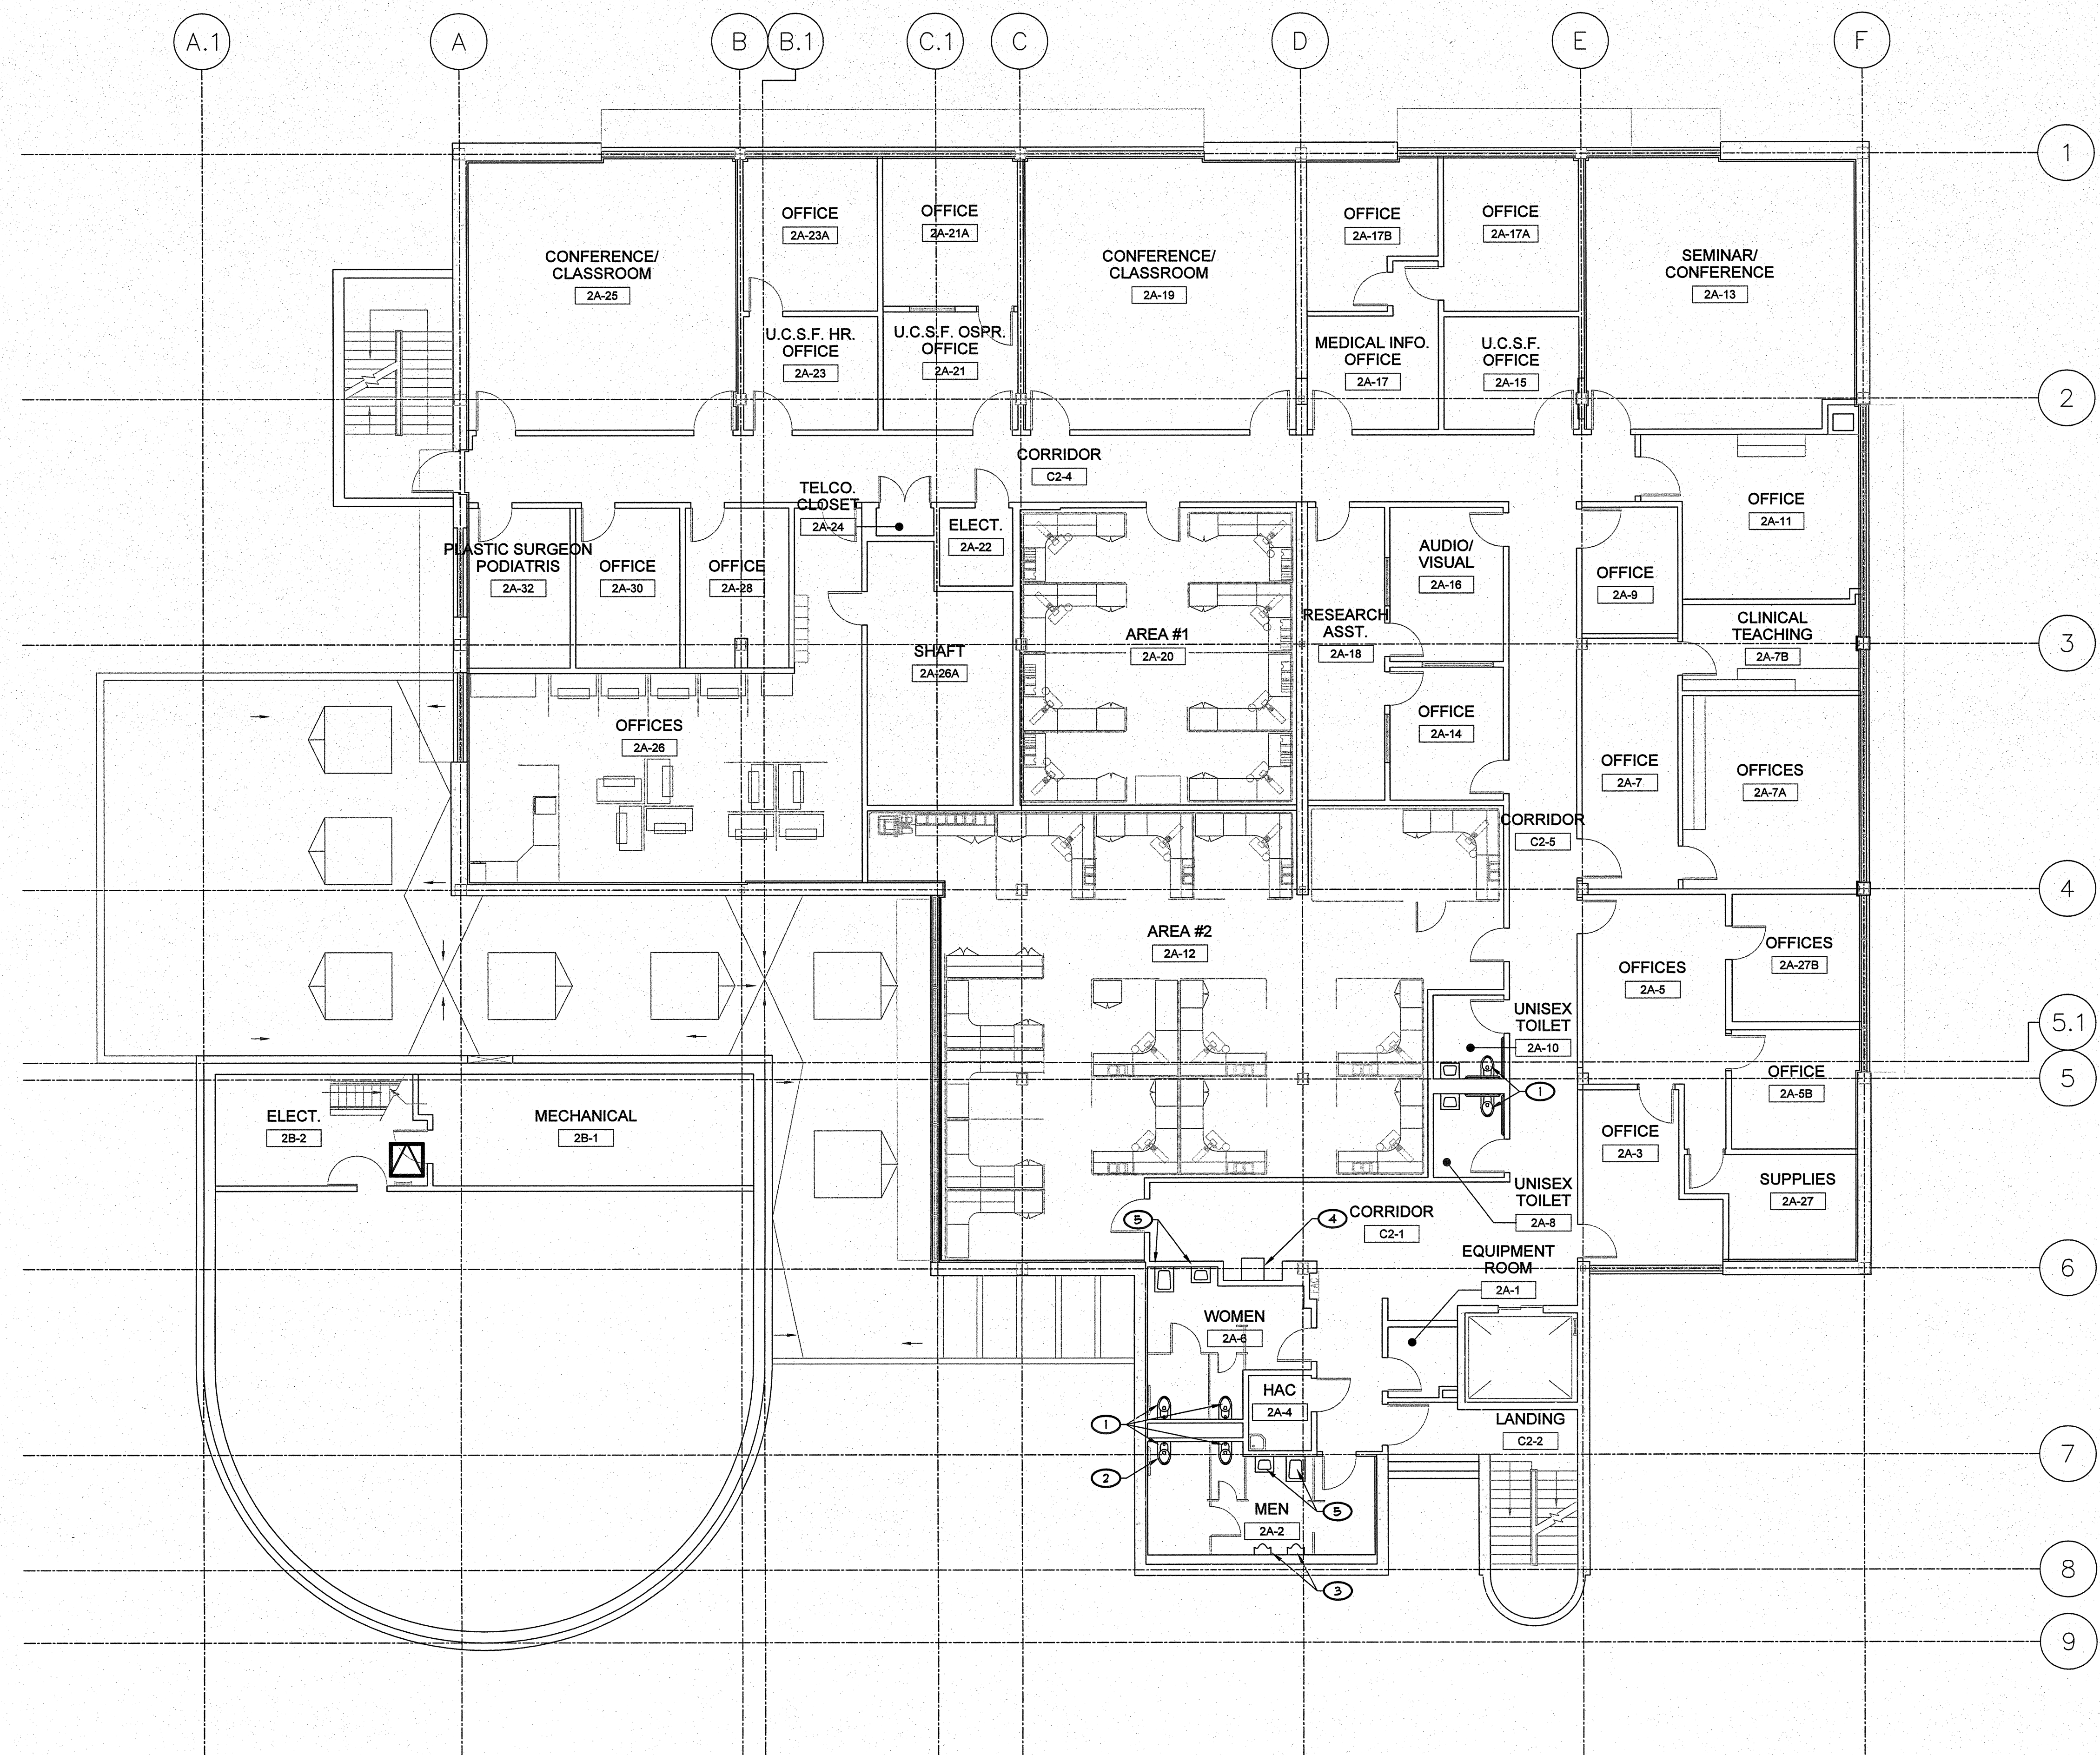 A.1
A
B
B.1
C.1
C
D
E
F
1
OFFICE
2A-23A
OFFICE
2A-21A
OFFICE
2A-17B
OFFICE
2A-17A
CONFERENCE/
CLASSROOM
2A-25
CONFERENCE/
CLASSROOM
2A-19
SEMINAR/
CONFERENCE
2A-13
U.C.S.F. HR.
OFFICE
2A-23
U.C.S.F. OSPR.
OFFICE
2A-21
MEDICAL INFO.
OFFICE
2A-17
U.C.S.F.
OFFICE
2A-15
2
CORRIDOR
C2-4
TELCO.
CLOSET
2A-24
ELECT.
2A-22
OFFICE
2A-11
PLASTIC SURGEON
PODIATRIS
2A-32
OFFICE
2A-30
OFFICE
2A-28
AUDIO/
VISUAL
2A-16
OFFICE
2A-9
RESEARCH
ASST.
2A-18
AREA #1
2A-20
SHAFT
2A-26A
CLINICAL
TEACHING
2A-7B
3
OFFICES
2A-26
OFFICE
2A-14
OFFICE
2A-7
OFFICES
2A-7A
CORRIDOR
C2-5
4
AREA #2
2A-12
OFFICES
2A-5
OFFICES
2A-27B
UNISEX
TOILET
2A-10
5.1
5
OFFICE
2A-5B
1
ELECT.
2B-2
MECHANICAL
2B-1
OFFICE
2A-3
SUPPLIES
2A-27
UNISEX
TOILET
2A-8
5
4
CORRIDOR
C2-1
EQUIPMENT
ROOM
2A-1
6
FAC
WOMEN
2A-6
HAC
2A-4
1
LANDING
C2-2
7
2
MEN
2A-2
5
3
8
9